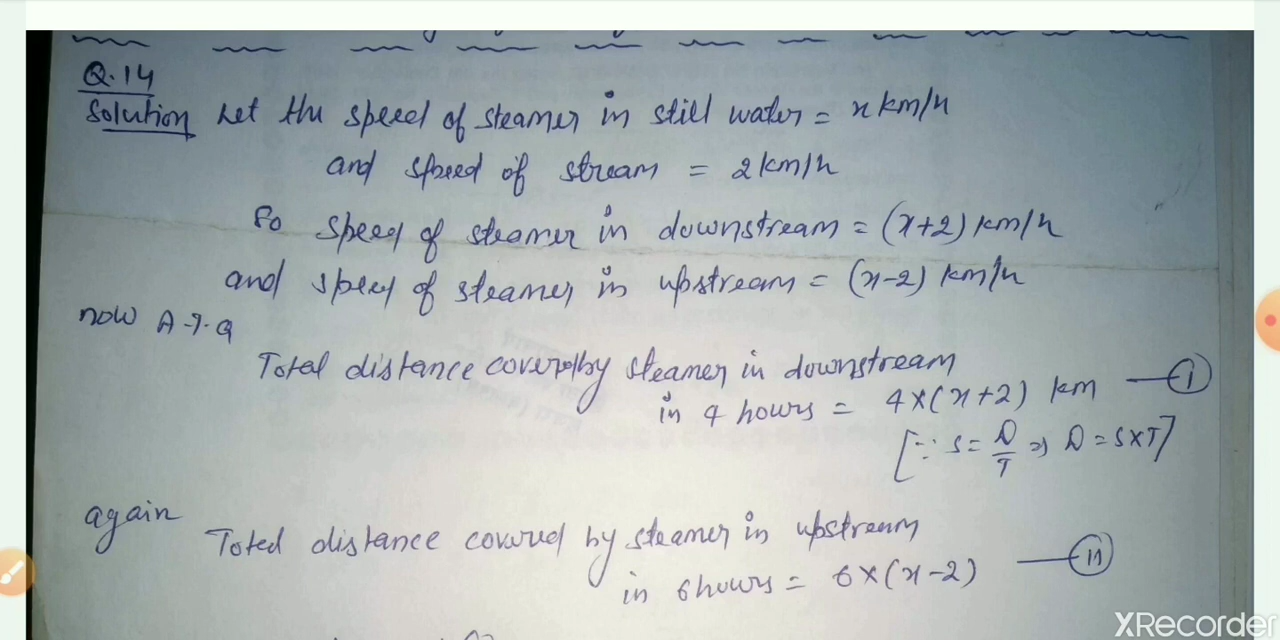 Q.14
Solution Let the speed of steamer in still water = x km/h
and speed of stream = 2 km/h
So speed of steamer in downstream = (x+2) km/h
and speed of steamer in upstream = (x-2) km/h
now A.T.Q
Total distance covered by steamer in downstream
in 4 hours = 4×(x+2) km — I
[∵ S = D/T ⇒ D = S×T]
again
Total distance covered by steamer in upstream
in 6 hours = 6×(x-2) — II
XRecorder